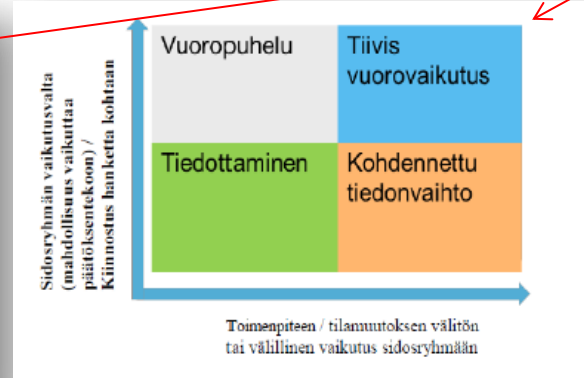 Vuoropuhelu
Tiivis
vuorovaikutus
Tiedottaminen
Kohdennettu
tiedonvaihto
Sidosryhmän vaikutusvalta
(mahdollisuus vaikuttaa
päätöksentekoon) /
Kiinnostus hanketta kohtaan
Toimenpiteen / tilamuutoksen välitön
tai välillinen vaikutus sidosryhmään